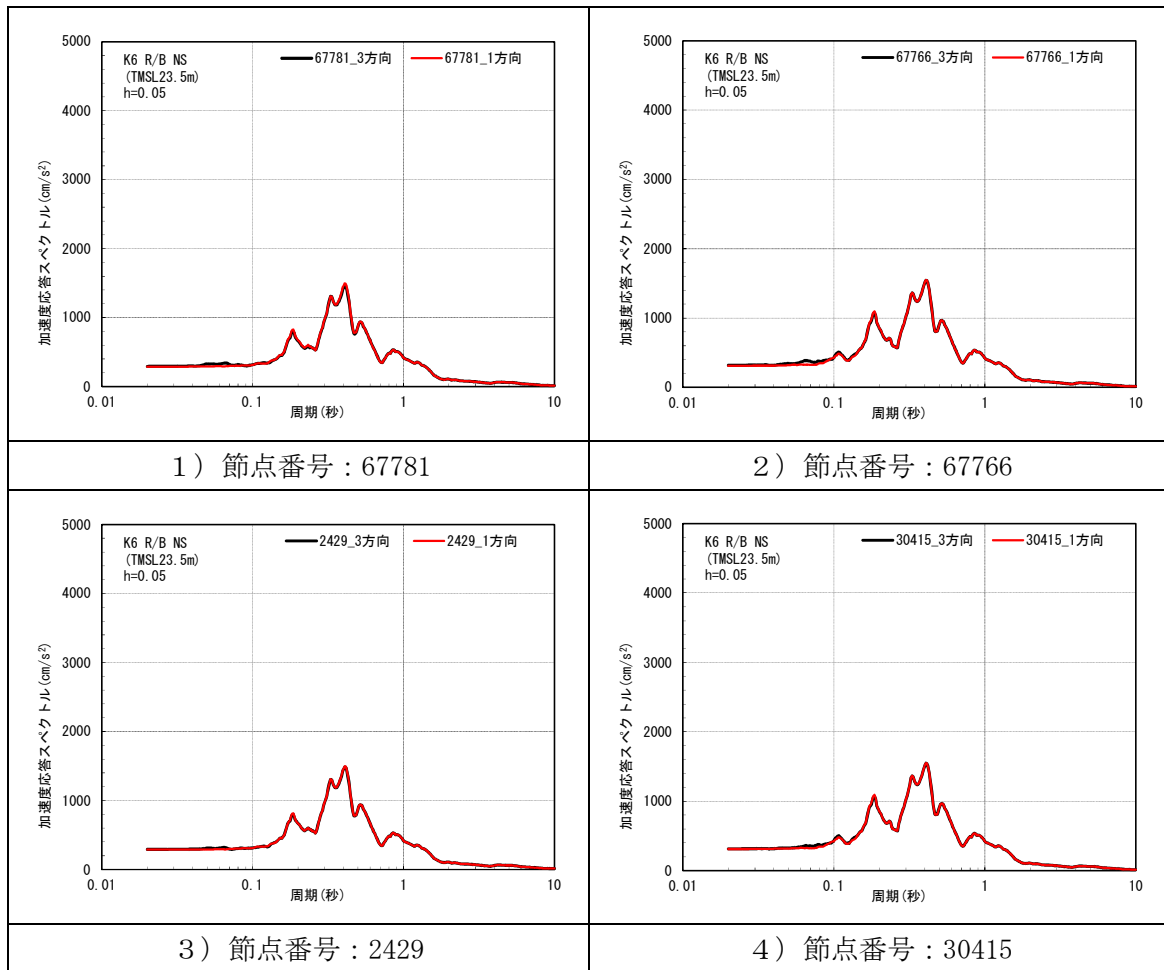 5000
4000
3000
2000
1000
0
加速度応答スペクトル(cm/s²)
K6 R/B NS
(TMSL23.5m)
h=0.05
67781_3方向
67781_1方向
0.01
0.1
1
10
周期(秒)
1）節点番号：67781
5000
4000
3000
2000
1000
0
加速度応答スペクトル(cm/s²)
K6 R/B NS
(TMSL23.5m)
h=0.05
67766_3方向
67766_1方向
0.01
0.1
1
10
周期(秒)
2）節点番号：67766
5000
4000
3000
2000
1000
0
加速度応答スペクトル(cm/s²)
K6 R/B NS
(TMSL23.5m)
h=0.05
2429_3方向
2429_1方向
0.01
0.1
1
10
周期(秒)
3）節点番号：2429
5000
4000
3000
2000
1000
0
加速度応答スペクトル(cm/s²)
K6 R/B NS
(TMSL23.5m)
h=0.05
30415_3方向
30415_1方向
0.01
0.1
1
10
周期(秒)
4）節点番号：30415